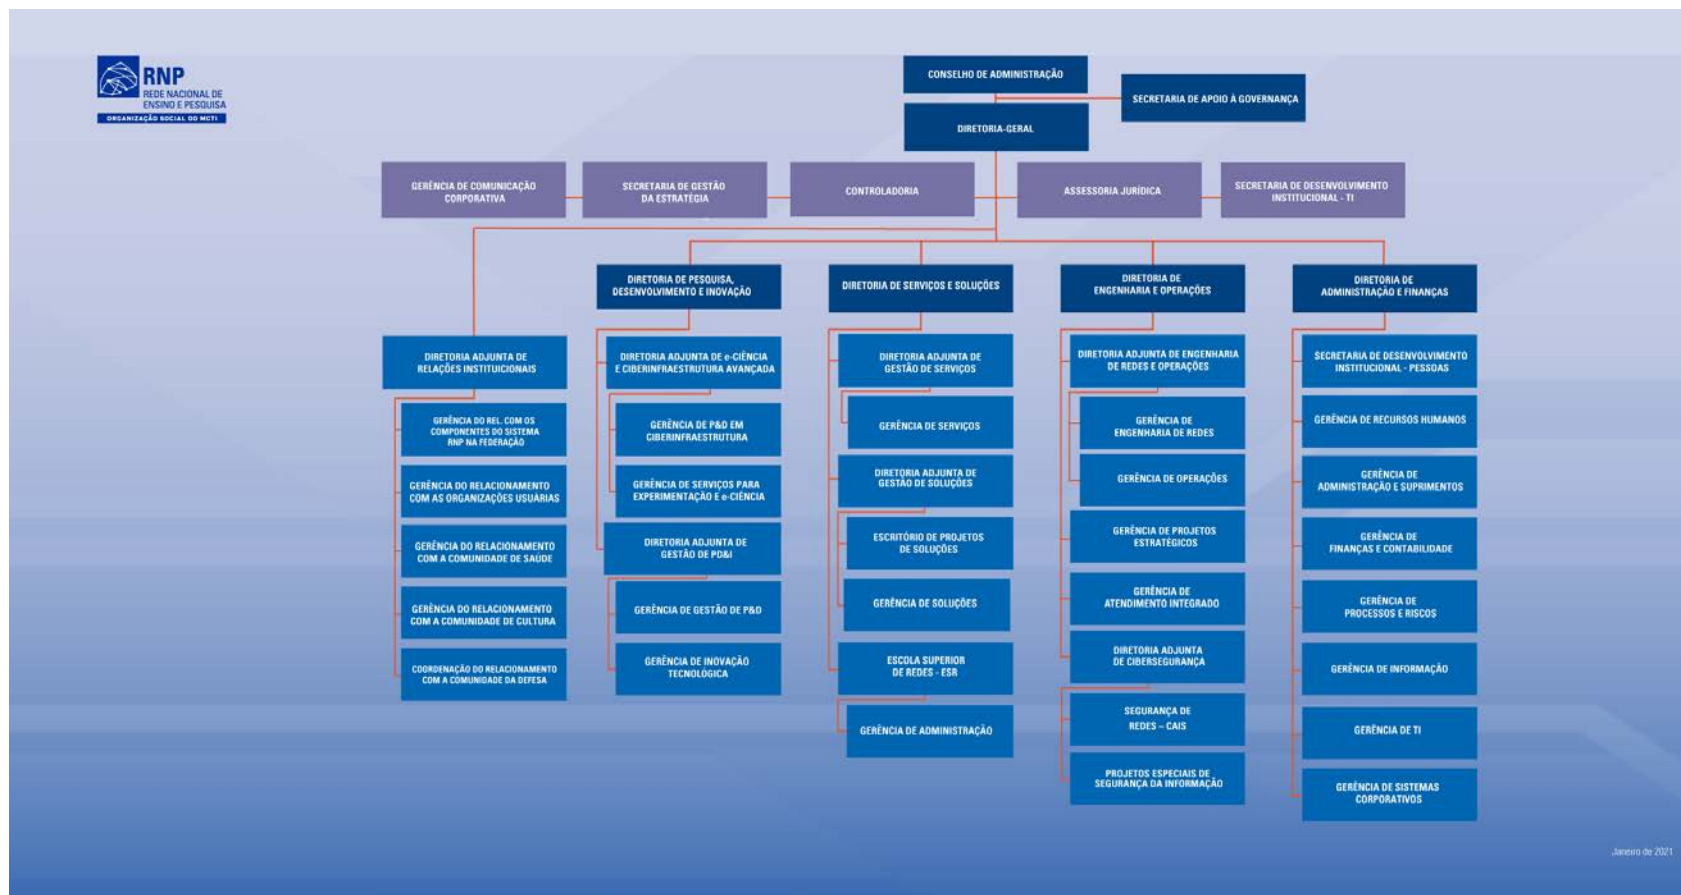 RNP
REDE NACIONAL DE
ENSINO E PESQUISA
ORGANIZAÇÃO SOCIAL DO MCTI
CONSELHO DE ADMINISTRAÇÃO
SECRETARIA DE APOIO À GOVERNANÇA
DIRETORIA-GERAL
GERÊNCIA DE COMUNICAÇÃO
CORPORATIVA
SECRETARIA DE GESTÃO
DA ESTRATÉGIA
CONTROLADORIA
ASSESSORIA JURÍDICA
SECRETARIA DE DESENVOLVIMENTO
INSTITUCIONAL - TI
DIRETORIA ADJUNTA DE
RELAÇÕES INSTITUICIONAIS
GERÊNCIA DO REL. COM OS
COMPONENTES DO SISTEMA
RNP NA FEDERAÇÃO
GERÊNCIA DO RELACIONAMENTO
COM AS ORGANIZAÇÕES USUÁRIAS
GERÊNCIA DO RELACIONAMENTO
COM A COMUNIDADE DE SAÚDE
GERÊNCIA DO RELACIONAMENTO
COM A COMUNIDADE DE CULTURA
COORDENAÇÃO DO RELACIONAMENTO
COM A COMUNIDADE DA DEFESA
DIRETORIA DE PESQUISA,
DESENVOLVIMENTO E INOVAÇÃO
DIRETORIA ADJUNTA DE e-CIÊNCIA
E CIBERINFRAESTRUTURA AVANÇADA
GERÊNCIA DE P&D EM
CIBERINFRAESTRUTURA
GERÊNCIA DE SERVIÇOS PARA
EXPERIMENTAÇÃO E e-CIÊNCIA
DIRETORIA ADJUNTA DE
GESTÃO DE PD&I
GERÊNCIA DE GESTÃO DE P&D
GERÊNCIA DE INOVAÇÃO
TECNOLÓGICA
DIRETORIA DE SERVIÇOS E SOLUÇÕES
DIRETORIA ADJUNTA DE
GESTÃO DE SERVIÇOS
GERÊNCIA DE SERVIÇOS
DIRETORIA ADJUNTA DE
GESTÃO DE SOLUÇÕES
ESCRITÓRIO DE PROJETOS
DE SOLUÇÕES
GERÊNCIA DE SOLUÇÕES
ESCOLA SUPERIOR
DE REDES - ESR
GERÊNCIA DE ADMINISTRAÇÃO
DIRETORIA DE
ENGENHARIA E OPERAÇÕES
DIRETORIA ADJUNTA DE ENGENHARIA
DE REDES E OPERAÇÕES
GERÊNCIA DE
ENGENHARIA DE REDES
GERÊNCIA DE OPERAÇÕES
GERÊNCIA DE PROJETOS
ESTRATÉGICOS
GERÊNCIA DE
ATENDIMENTO INTEGRADO
DIRETORIA ADJUNTA
DE CIBERSEGURANÇA
SEGURANÇA DE
REDES – CAIS
PROJETOS ESPECIAIS DE
SEGURANÇA DA INFORMAÇÃO
DIRETORIA DE
ADMINISTRAÇÃO E FINANÇAS
SECRETARIA DE DESENVOLVIMENTO
INSTITUCIONAL - PESSOAS
GERÊNCIA DE RECURSOS HUMANOS
GERÊNCIA DE
ADMINISTRAÇÃO E SUPRIMENTOS
GERÊNCIA DE
FINANÇAS E CONTABILIDADE
GERÊNCIA DE
PROCESSOS E RISCOS
GERÊNCIA DE INFORMAÇÃO
GERÊNCIA DE TI
GERÊNCIA DE SISTEMAS
CORPORATIVOS
Janeiro de 2021